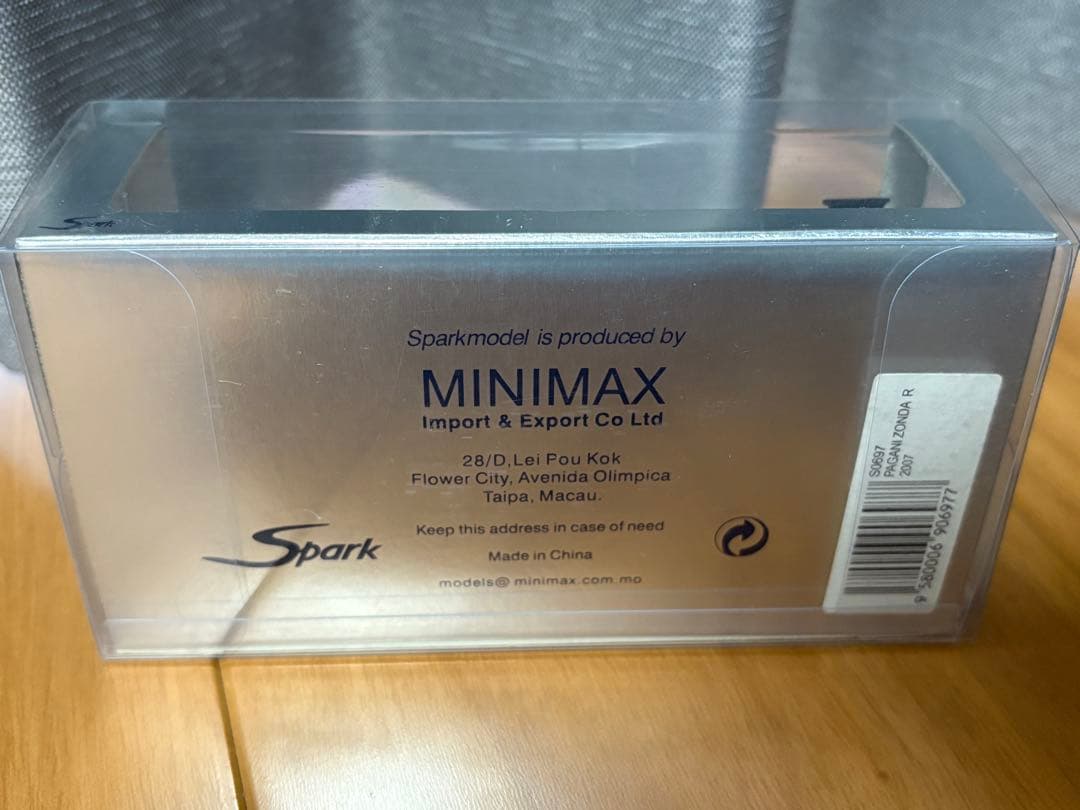 Spark
Sparkmodel is produced by
MINIMAX
Import & Export Co Ltd
28/D,Lei Pou Kok
Flower City, Avenida Olimpica
Taipa, Macau.
Keep this address in case of need
Made in China
models@minimax.com.mo
Spark
S0697
PAGANI ZONDA R
2007
9 580006 906977